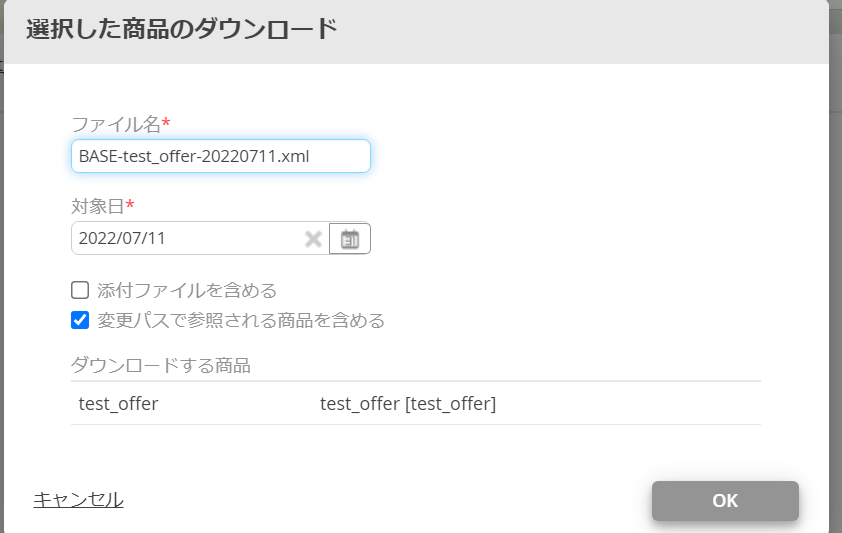 選択した商品のダウンロード
ファイル名*
BASE-test_offer-20220711.xml
対象日*
2022/07/11
添付ファイルを含める
変更パスで参照される商品を含める
ダウンロードする商品
test_offer test_offer [test_offer]
キャンセル OK